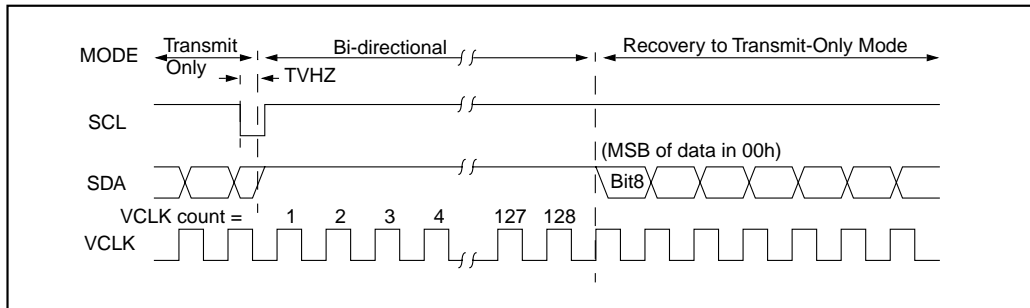 MODE
Transmit
Only
Bi-directional
Recovery to Transmit-Only Mode
TVHZ
SCL
(MSB of data in 00h)
SDA
Bit8
VCLK count = 1 2 3 4 127 128
VCLK